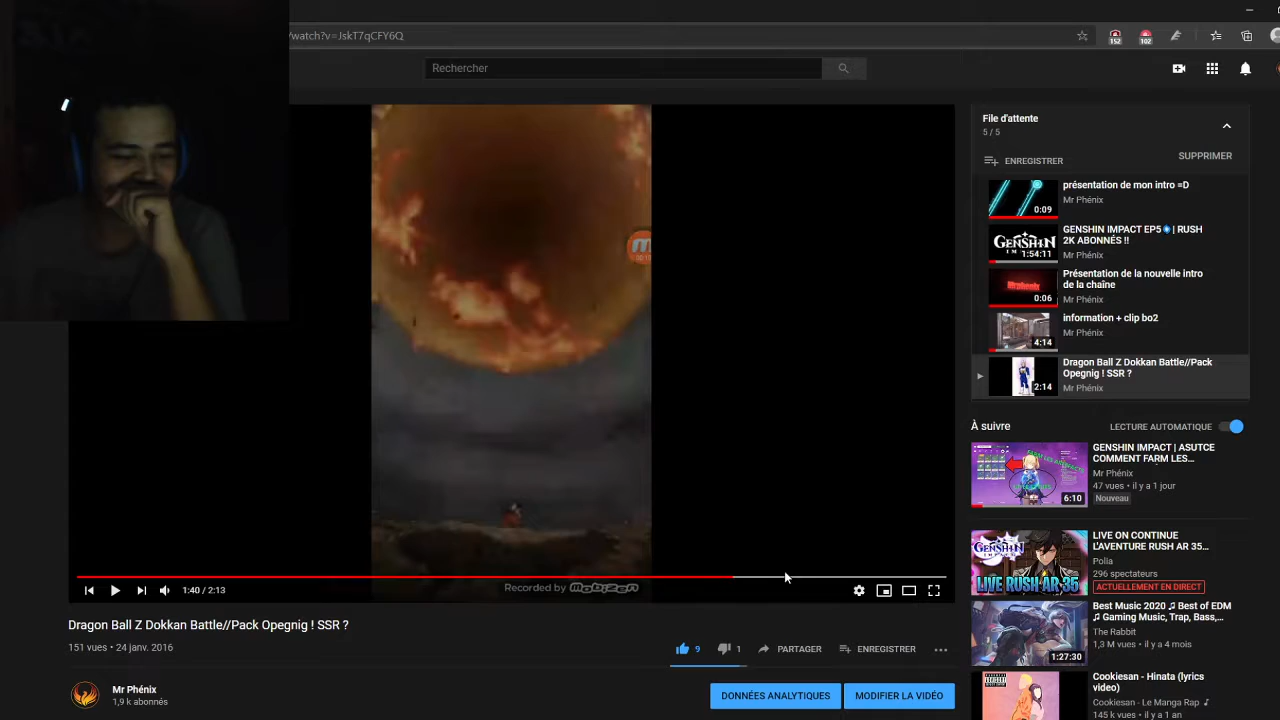 /watch?v=JskT7qCFY6Q
152
102
Rechercher
File d'attente
5 / 5
ENREGISTRER
SUPPRIMER
présentation de mon intro =D
Mr Phénix
0:09
GENSHIN IMPACT EP5 | RUSH
2K ABONNÉS !!
Mr Phénix
GENSHIN
1:54:11
Présentation de la nouvelle intro
de la chaîne
Mr Phénix
Mrphenix
0:06
information + clip bo2
Mr Phénix
4:14
Dragon Ball Z Dokkan Battle//Pack
Opegnig ! SSR ?
Mr Phénix
2:14
À suivre
LECTURE AUTOMATIQUE
GENSHIN IMPACT | ASUTCE
COMMENT FARM LES...
Mr Phénix
47 vues • il y a 1 jour
Nouveau
6:10
LIVE ON CONTINUE
L'AVENTURE RUSH AR 35...
Polia
296 spectateurs
ACTUELLEMENT EN DIRECT
GENSHIN
LIVE RUSH AR 35
Best Music 2020 ♫ Best of EDM
♫ Gaming Music, Trap, Bass,...
The Rabbit
1,3 M vues • il y a 4 mois
1:27:30
Cookiesan - Hinata (lyrics
video)
Cookiesan - Le Manga Rap ♪
145 k vues • il y a 1 an
Recorded by mobizen
1:40 / 2:13
Dragon Ball Z Dokkan Battle//Pack Opegnig ! SSR ?
151 vues • 24 janv. 2016
9
1
PARTAGER
ENREGISTRER
Mr Phénix
1,9 k abonnés
DONNÉES ANALYTIQUES
MODIFIER LA VIDÉO